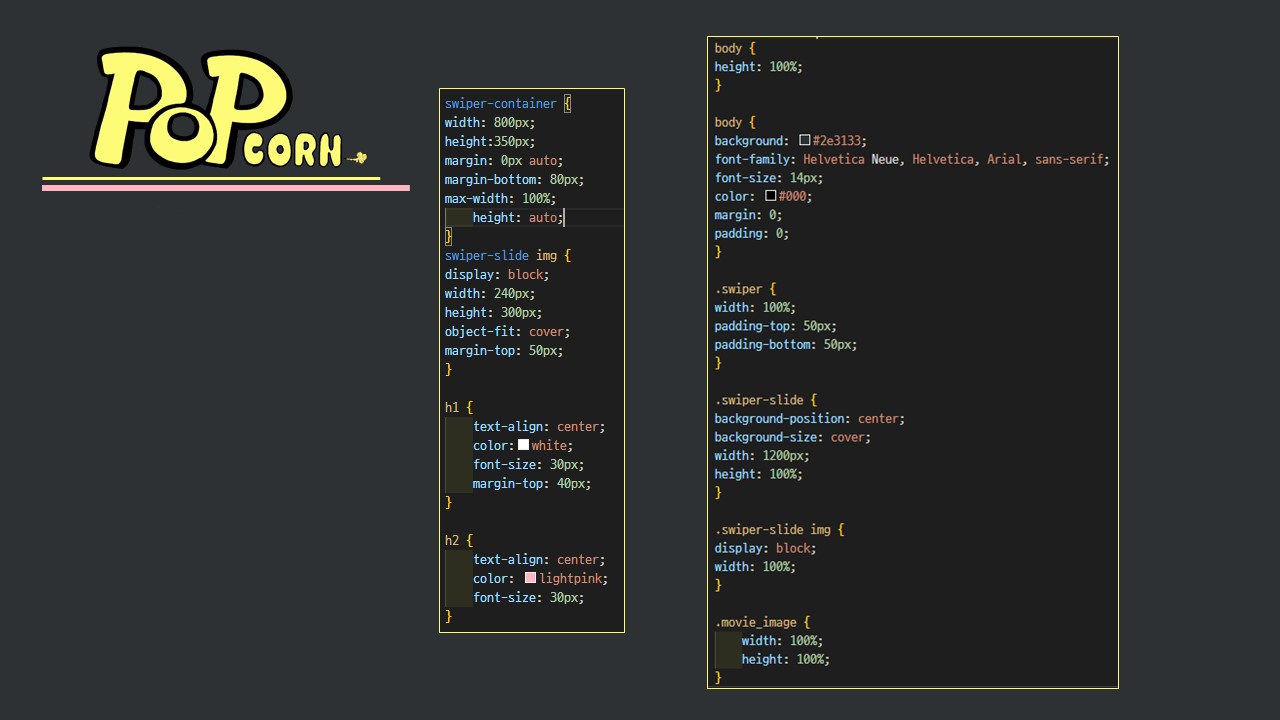 POP CORN
swiper-container {
width: 800px;
height:350px;
margin: 0px auto;
margin-bottom: 80px;
max-width: 100%;
    height: auto;
}
swiper-slide img {
display: block;
width: 240px;
height: 300px;
object-fit: cover;
margin-top: 50px;
}
h1 {
    text-align: center;
    color: white;
    font-size: 30px;
    margin-top: 40px;
}
h2 {
    text-align: center;
    color: lightpink;
    font-size: 30px;
}
body {
height: 100%;
}
body {
background: #2e3133;
font-family: Helvetica Neue, Helvetica, Arial, sans-serif;
font-size: 14px;
color: #000;
margin: 0;
padding: 0;
}
.swiper {
width: 100%;
padding-top: 50px;
padding-bottom: 50px;
}
.swiper-slide {
background-position: center;
background-size: cover;
width: 1200px;
height: 100%;
}
.swiper-slide img {
display: block;
width: 100%;
}
.movie_image {
    width: 100%;
    height: 100%;
}